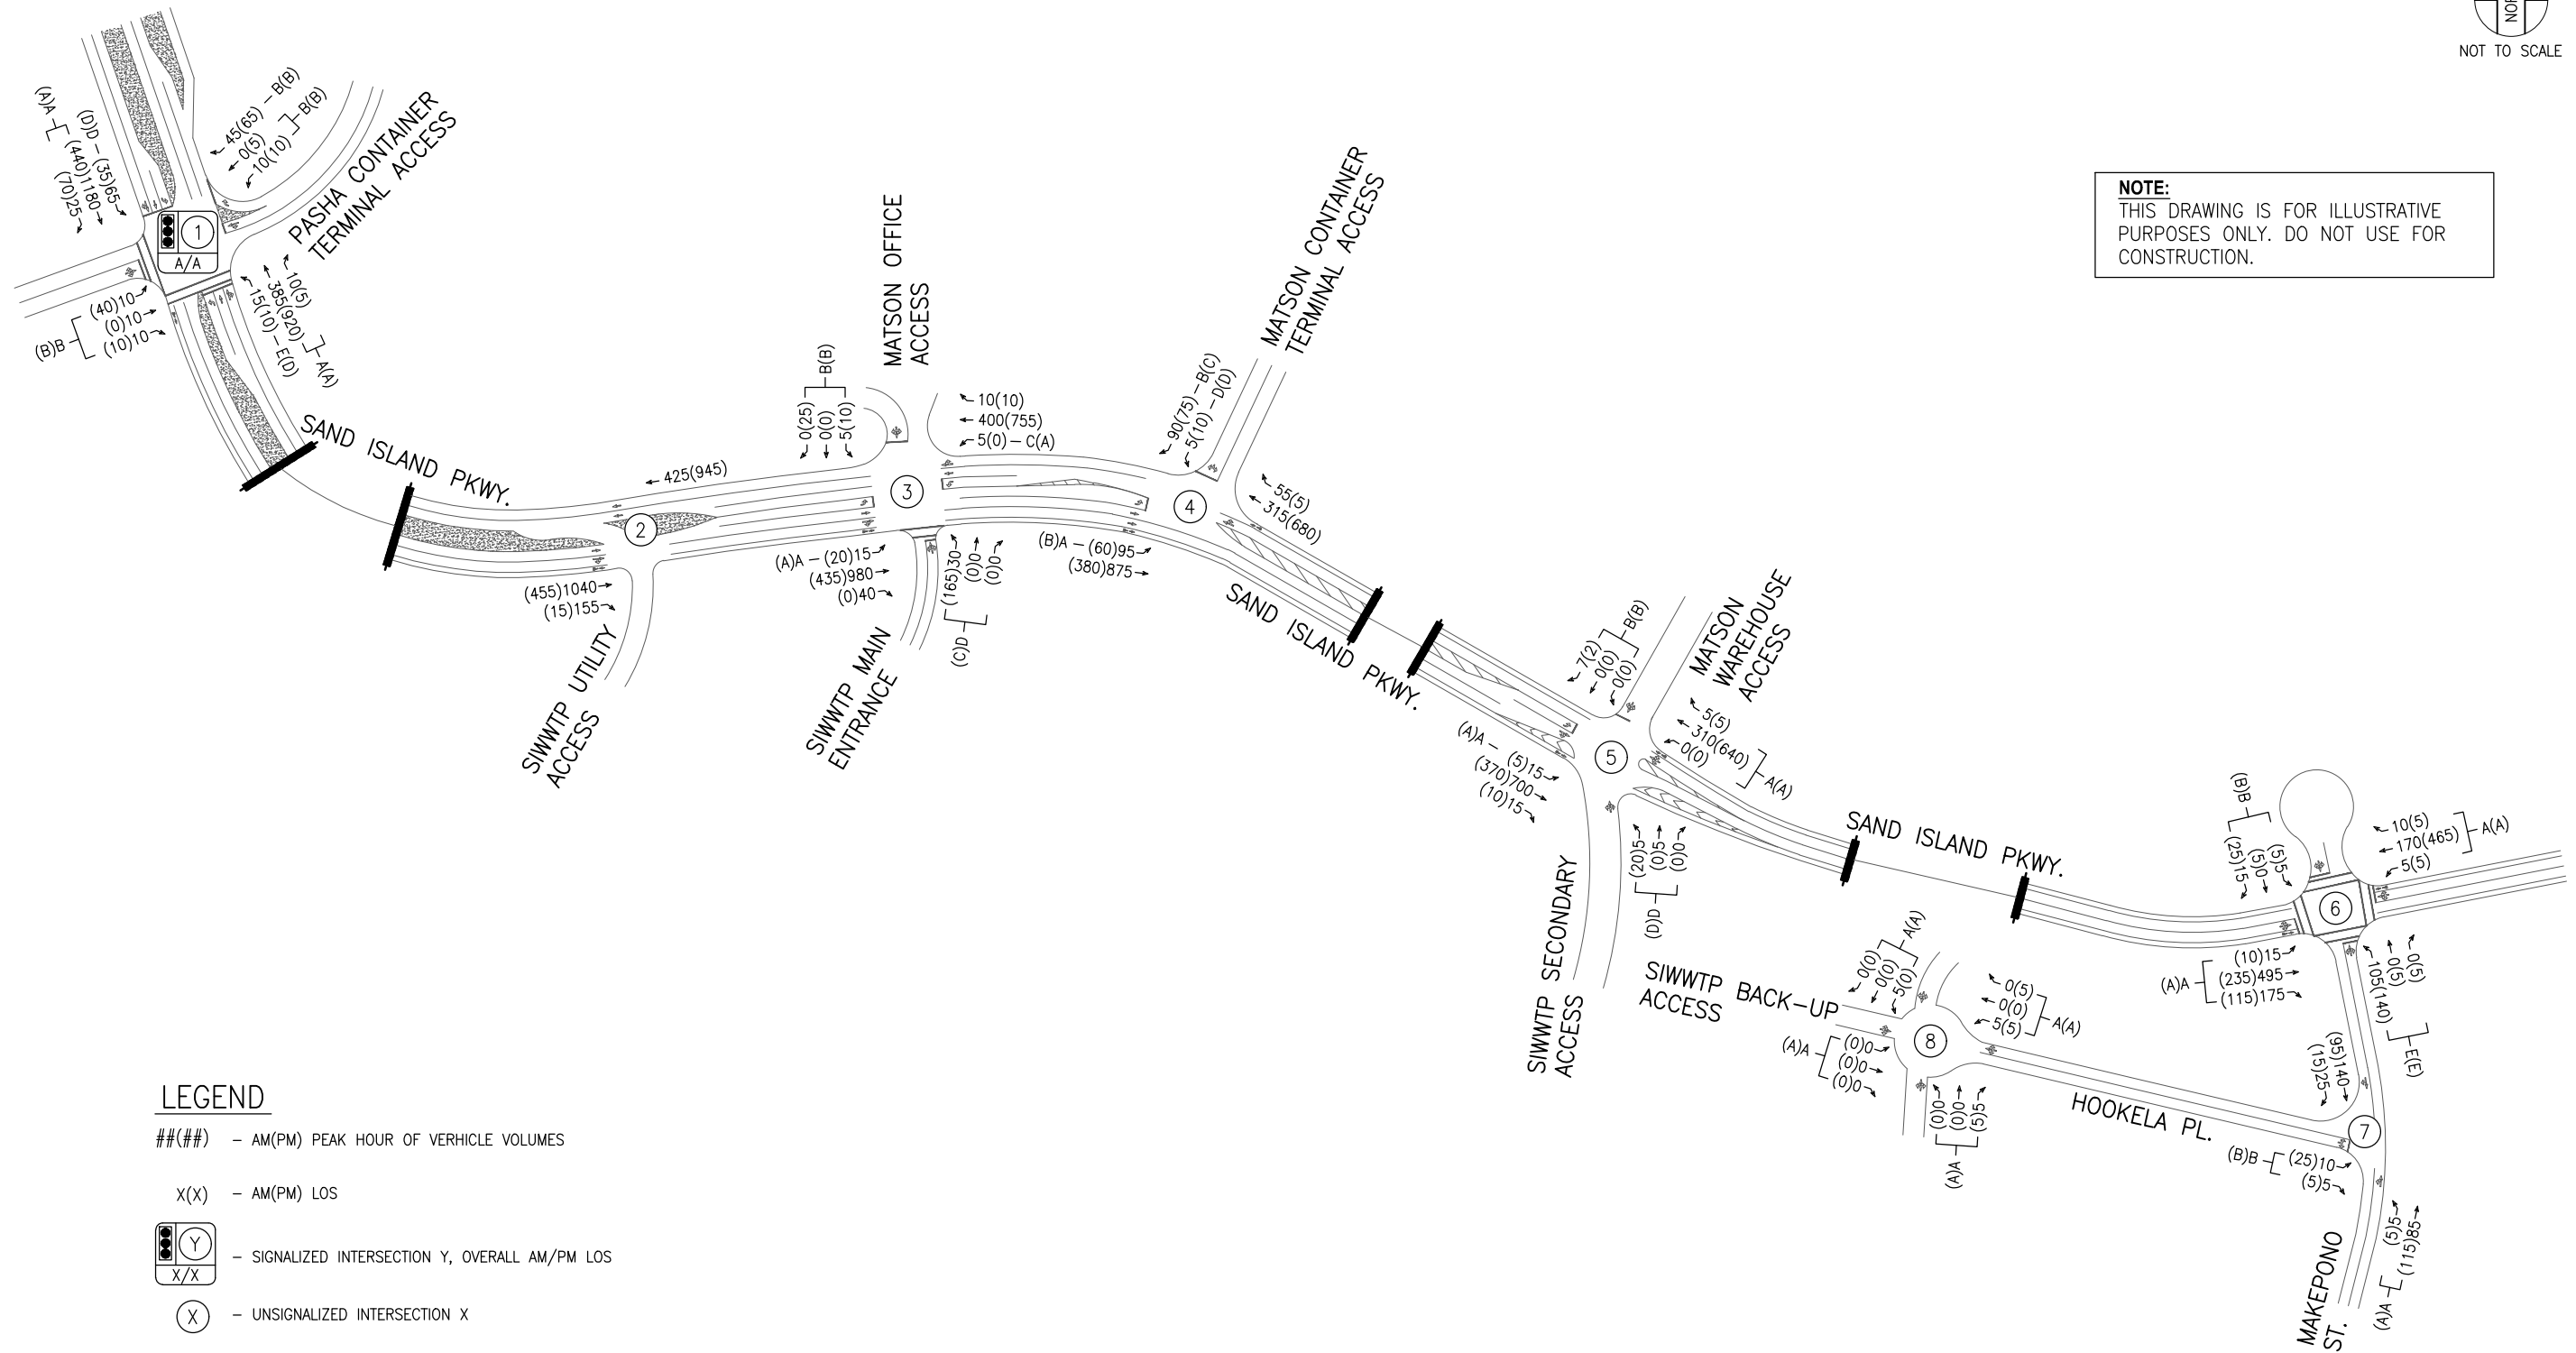 NOR
NOT TO SCALE
NOTE:
THIS DRAWING IS FOR ILLUSTRATIVE
PURPOSES ONLY. DO NOT USE FOR
CONSTRUCTION.
(A)A
(D)D – (35)65
(440)1180
(70)25
45(65) – B(B)
0(5)
10(10)
B(B)
PASHA CONTAINER
TERMINAL ACCESS
1
A/A
(B)B
(40)10
(0)10
(10)10
10(5)
385(920)
A(A)
15(10) – E(D)
SAND ISLAND PKWY.
425(945)
2
(455)1040
(15)155
SIWWTP UTILITY
ACCESS
MATSON OFFICE
ACCESS
B(B)
0(25)
0(0)
5(10)
10(10)
400(755)
5(0) – C(A)
3
(A)A – (20)15
(435)980
(0)40
(165)30
(0)0
(0)0
(C)D
SIWWTP MAIN
ENTRANCE
MATSON CONTAINER
TERMINAL ACCESS
90(75) – B(C)
5(10) – D(D)
4
55(5)
315(680)
(B)A – (60)95
(380)875
SAND ISLAND PKWY.
MATSON
WAREHOUSE
ACCESS
7(2)
0(0)
0(0)
B(B)
5(5)
310(640)
0(0)
A(A)
5
(A)A – (5)15
(370)700
(10)15
(20)5
(0)5
(0)0
(D)D
SIWWTP SECONDARY
ACCESS
SAND ISLAND PKWY.
(B)B
(25)15
(5)0
(5)5
10(5)
170(465)
5(5)
A(A)
6
(A)A
(10)15
(235)495
(115)175
105(140)
0(5)
0(5)
E(E)
SIWWTP BACK-UP
ACCESS
0(0)
0(0)
5(0)
A(A)
0(5)
0(0)
5(5)
A(A)
8
(A)A
(0)0
(0)0
(0)0
(0)0
(0)0
(5)5
(A)A
HOOKELA PL.
(95)140
(15)25
7
(B)B
(25)10
(5)5
(5)5
(115)85
(A)A
MAKEPONO
ST.
LEGEND
##(##) – AM(PM) PEAK HOUR OF VERHICLE VOLUMES
X(X) – AM(PM) LOS
Y
X/X
– SIGNALIZED INTERSECTION Y, OVERALL AM/PM LOS
X – UNSIGNALIZED INTERSECTION X